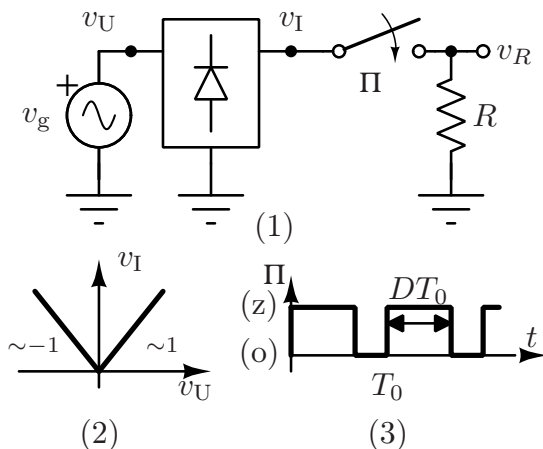 v_U v_I v_R
+
v_g Π R
(1)
v_I Π
(z) DT_0
∼−1 ∼1 (o) t
v_U T_0
(2) (3)